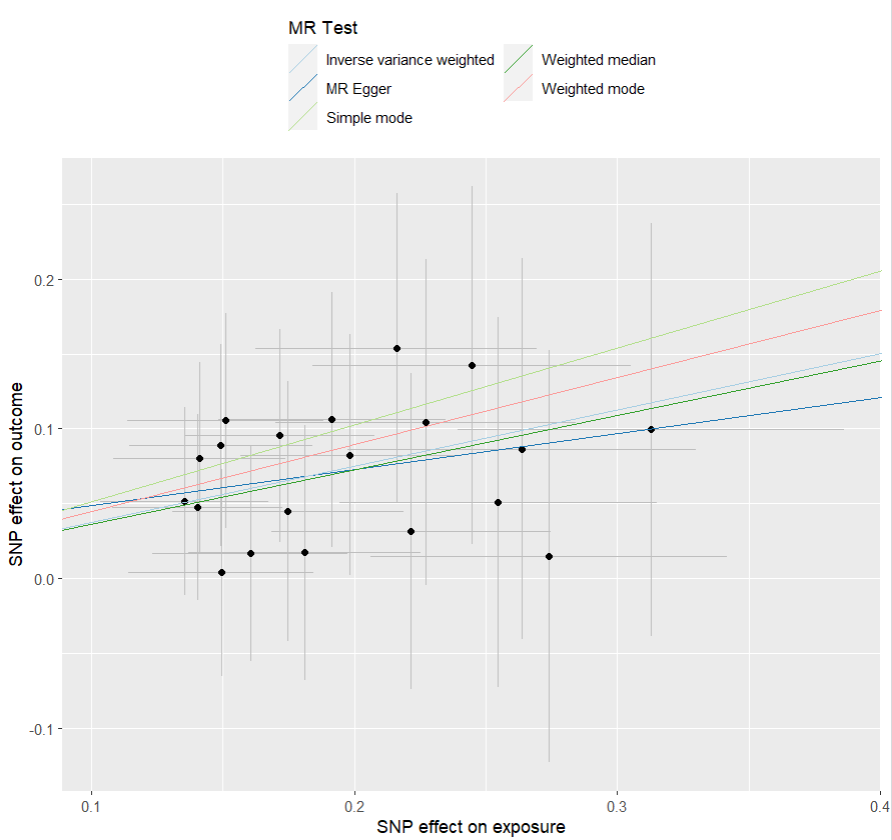 MR Test
Inverse variance weighted
Weighted median
MR Egger
Weighted mode
Simple mode
SNP effect on outcome
0.2
0.1
0.0
-0.1
0.1
0.2
0.3
0.4
SNP effect on exposure